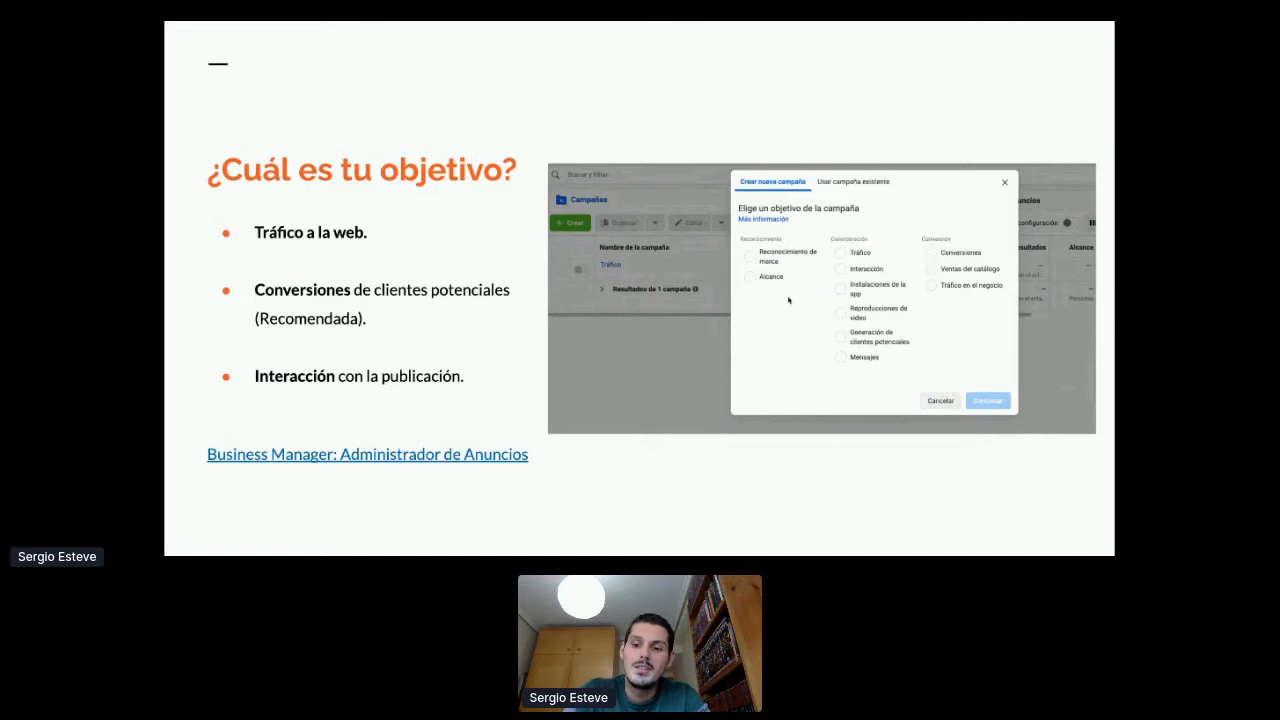 ¿Cuál es tu objetivo?
● Tráfico a la web.
● Conversiones de clientes potenciales
(Recomendada).
● Interacción con la publicación.
Business Manager: Administrador de Anuncios
Buscar y filtrar
Campañas
+ Crear
Duplicar
Editar
Nombre de la campaña
Tráfico
Resultados de 1 campaña
Crear nueva campaña
Usar campaña existente
Elige un objetivo de la campaña
Más información
Reconocimiento
Reconocimiento de
marca
Alcance
Consideración
Tráfico
Interacción
Instalaciones de la
app
Reproducciones de
video
Generación de
clientes potenciales
Mensajes
Conversión
Conversiones
Ventas del catálogo
Tráfico en el negocio
Cancelar
Continuar
Alcance
Sergio Esteve
Sergio Esteve